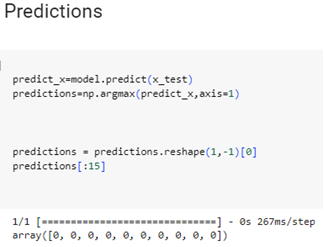 Predictions
predict_x=model.predict(x_test)
predictions=np.argmax(predict_x,axis=1)
predictions = predictions.reshape(1,-1)[0]
predictions[:15]
1/1 [==============================] - 0s 267ms/step
array([0, 0, 0, 0, 0, 0, 0, 0, 0, 0])